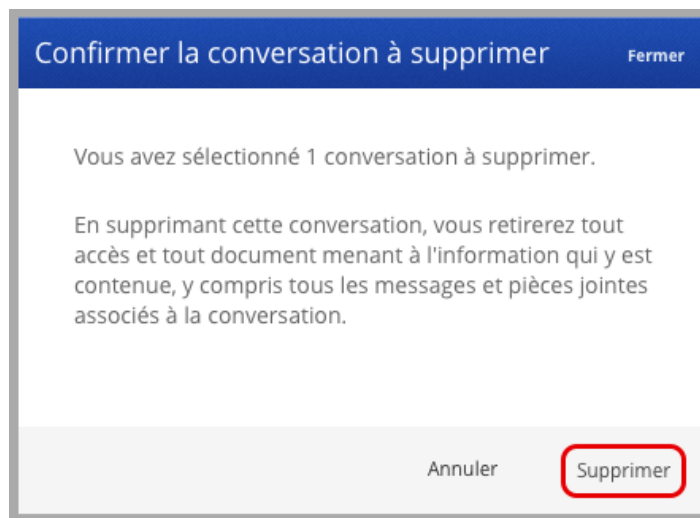 Confirmer la conversation à supprimer
Fermer
Vous avez sélectionné 1 conversation à supprimer.
En supprimant cette conversation, vous retirerez tout
accès et tout document menant à l'information qui y est
contenue, y compris tous les messages et pièces jointes
associés à la conversation.
Annuler
Supprimer